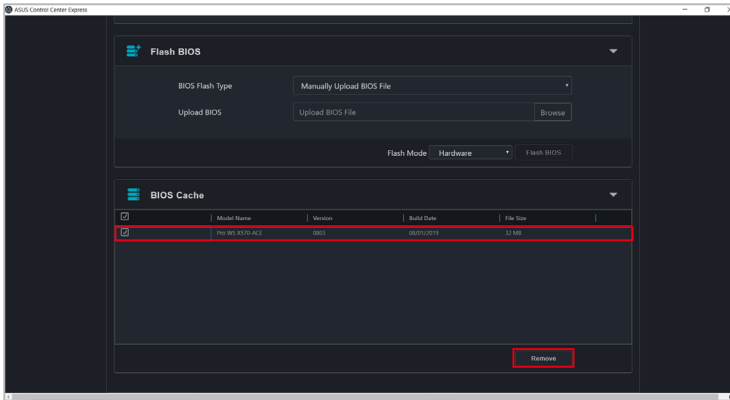 ASUS Control Center Express
Flash BIOS
BIOS Flash Type Manually Upload BIOS File
Upload BIOS Upload BIOS File Browse
Flash Mode Hardware Flash BIOS
BIOS Cache
Model Name Version Build Date File Size
Pro WS X570-ACE 0803 08/01/2019 32 MB
Remove